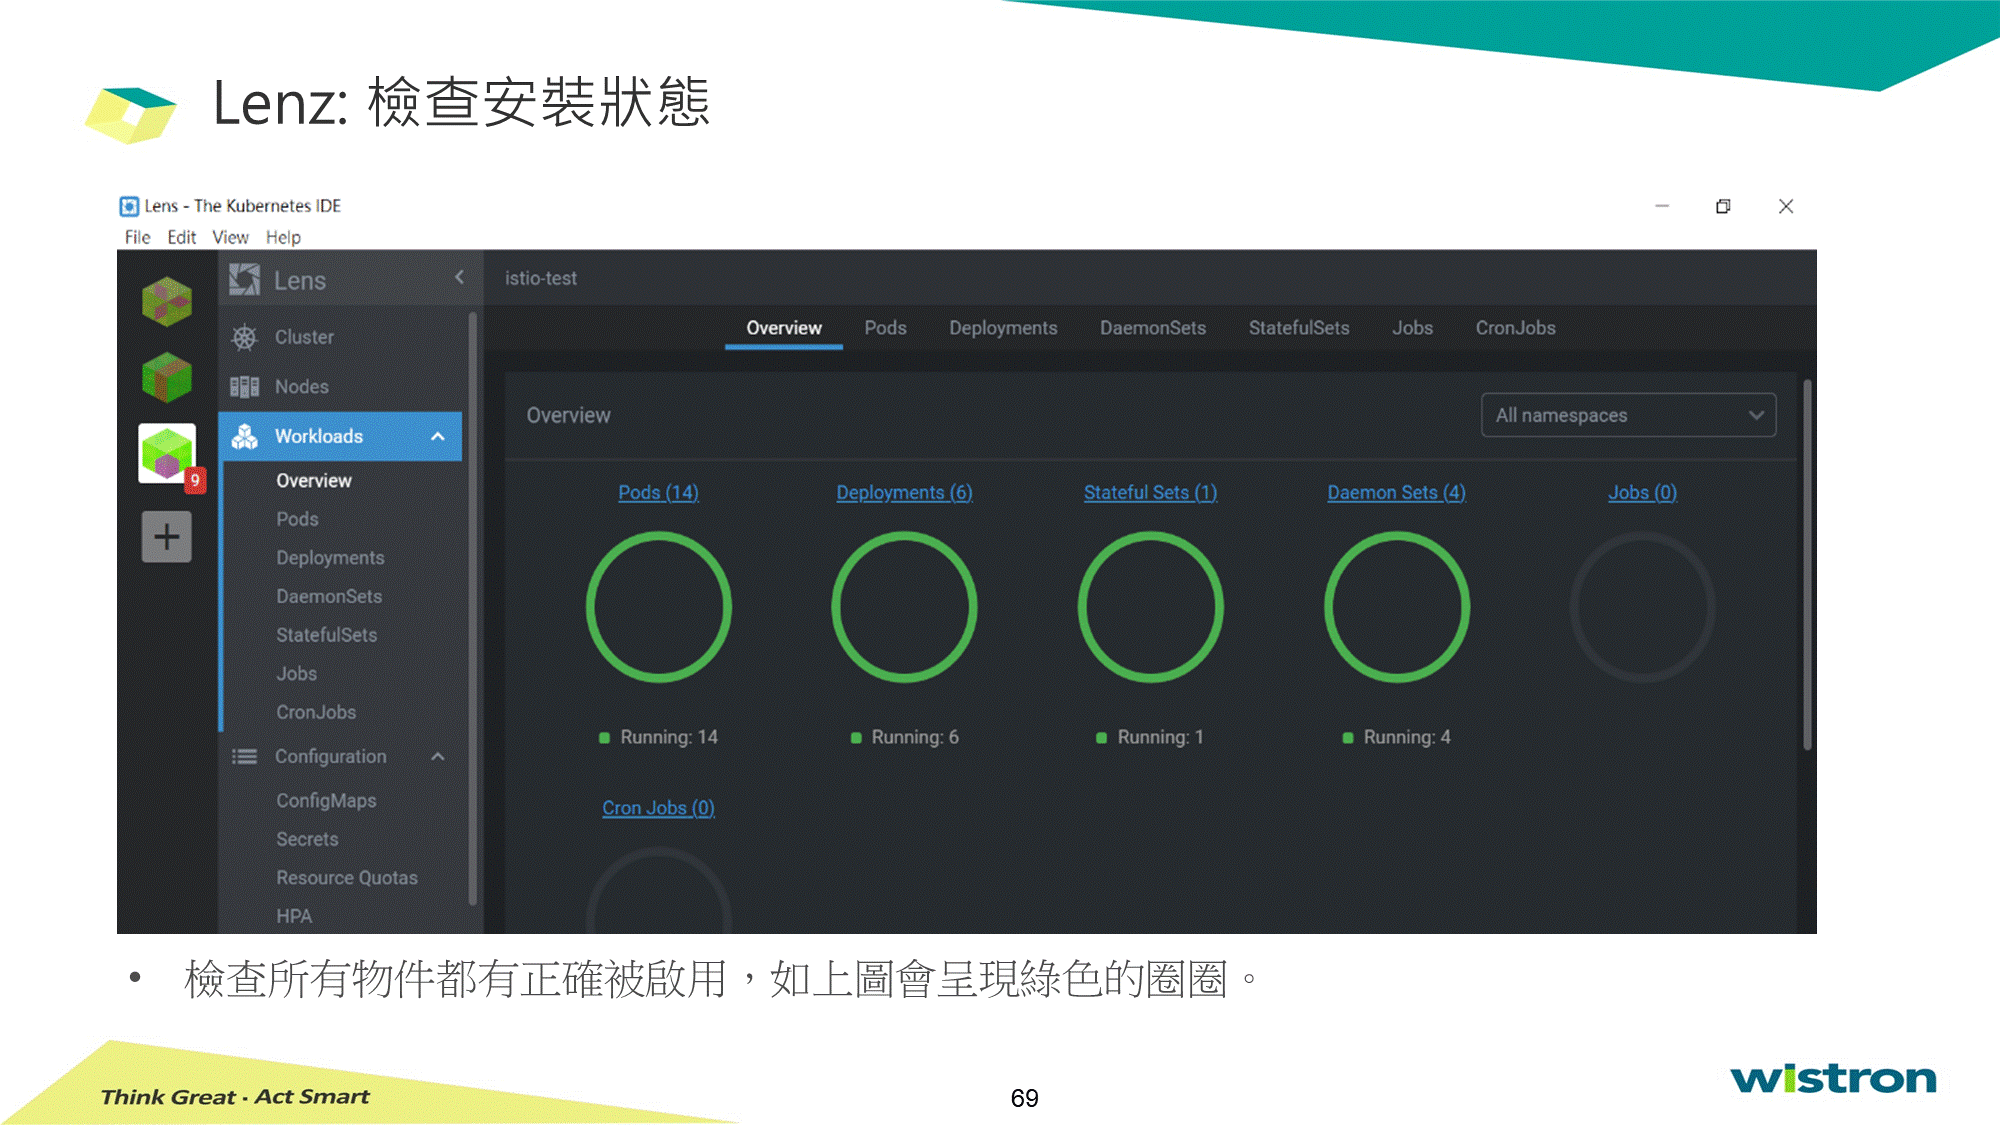 Lenz: 檢查安裝狀態
Lens - The Kubernetes IDE
File Edit View Help
Lens
istio-test
Overview Pods Deployments DaemonSets StatefulSets Jobs CronJobs
Cluster
Nodes
Workloads
9
Overview
Pods
Deployments
DaemonSets
StatefulSets
Jobs
CronJobs
Configuration
ConfigMaps
Secrets
Resource Quotas
HPA
Overview
All namespaces
Pods (14) Deployments (6) Stateful Sets (1) Daemon Sets (4) Jobs (0)
Running: 14 Running: 6 Running: 1 Running: 4
Cron Jobs (0)
• 檢查所有物件都有正確被啟用，如上圖會呈現綠色的圈圈。
Think Great · Act Smart
69
wistron